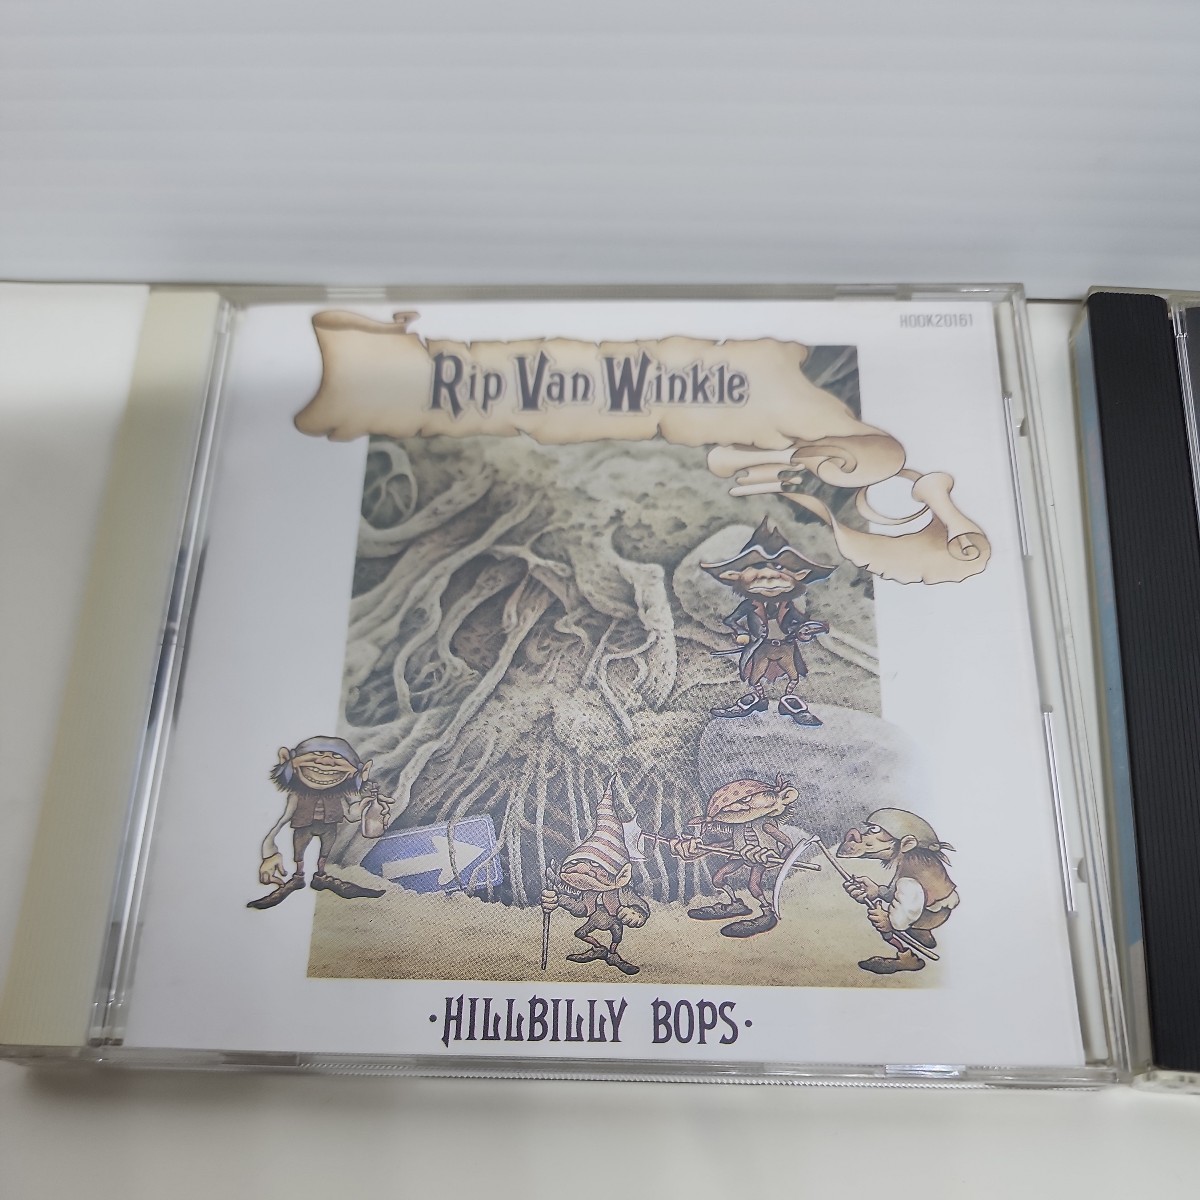 HOOK20161
Rip Van Winkle
·HILLBILLY BOPS·